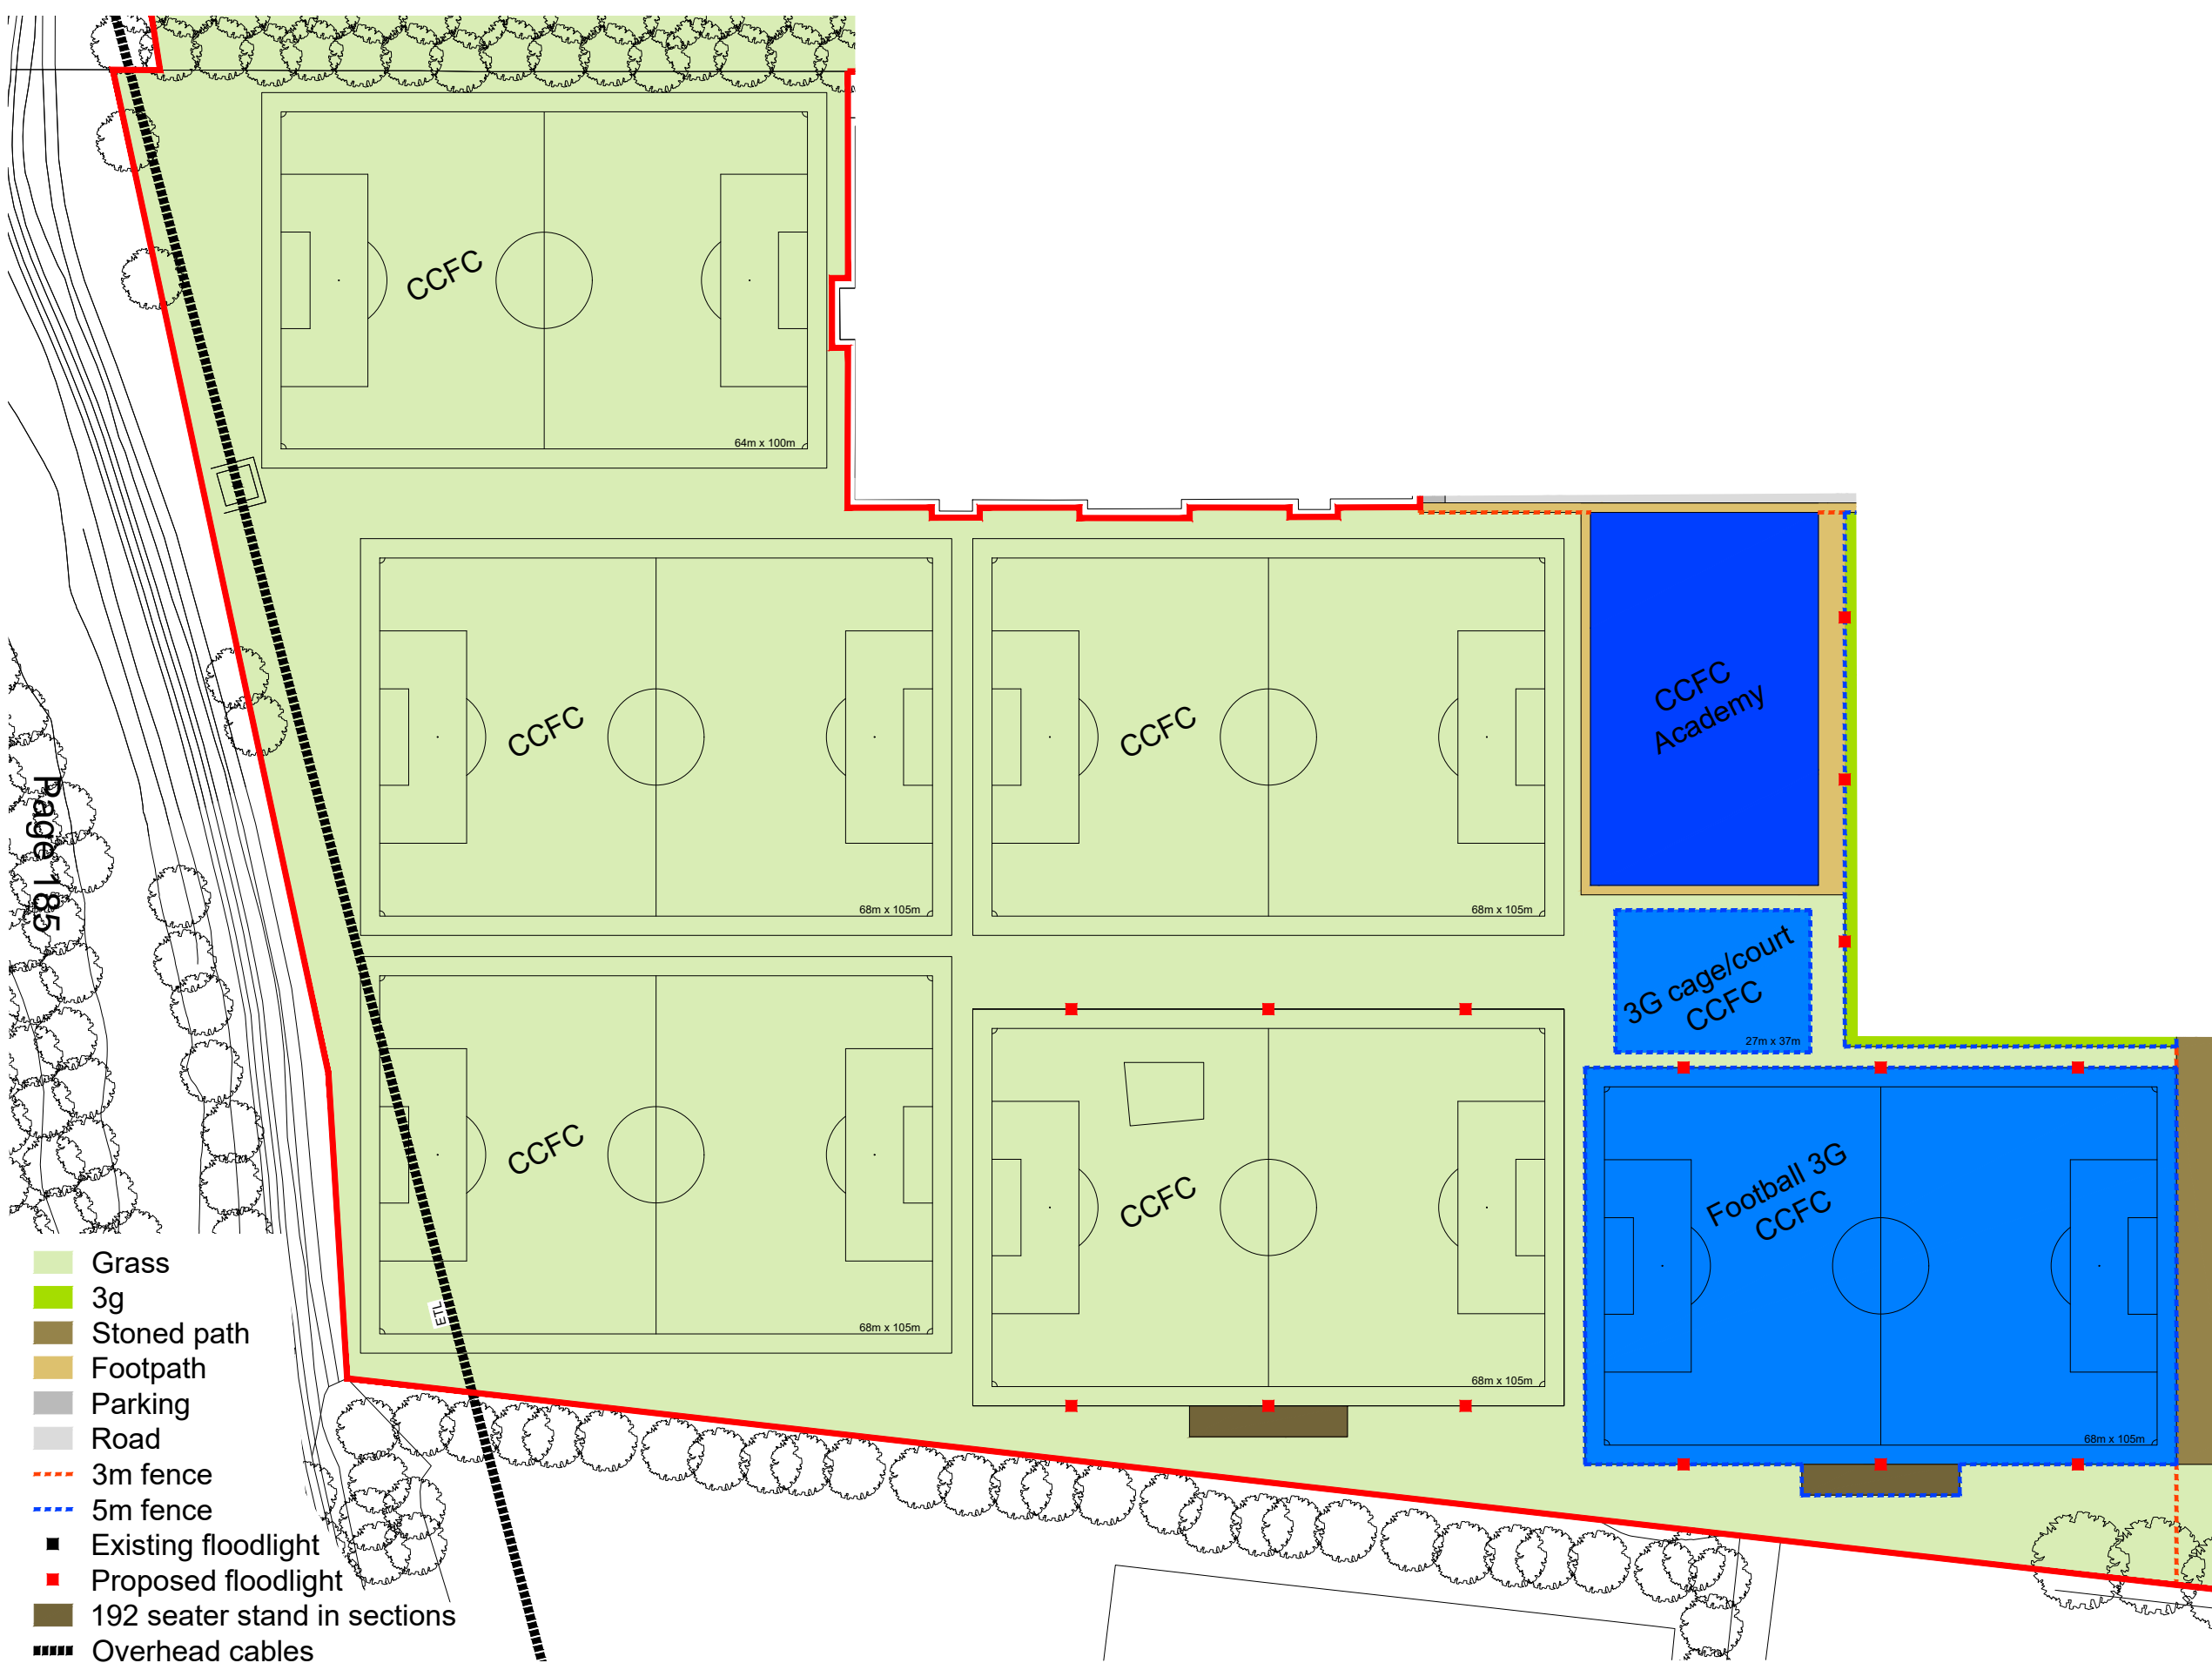 CCFC
64m x 100m
CCFC
68m x 105m
CCFC
68m x 105m
CCFC
Academy
3G cage/court
CCFC
27m x 37m
CCFC
68m x 105m
CCFC
68m x 105m
Football 3G
CCFC
68m x 105m
ETL
Page 185
Grass
3g
Stoned path
Footpath
Parking
Road
3m fence
5m fence
Existing floodlight
Proposed floodlight
192 seater stand in sections
Overhead cables